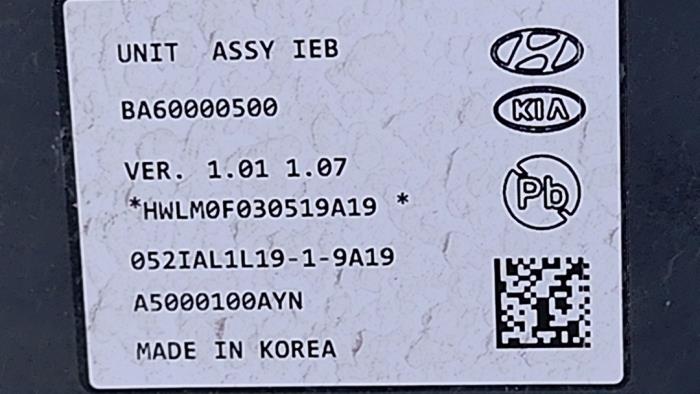 UNIT ASSY IEB
BA60000500
KIA
VER. 1.01 1.07
*HWLM0F030519A19 *
Pb
052IAL1L19-1-9A19
A5000100AYN
MADE IN KOREA